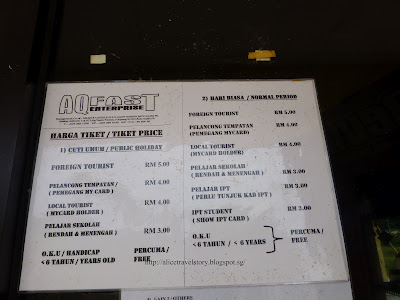 AQFAST
ENTERPRISE
HARGA TIKET / TIKET PRICE
1) CUTI UMUM / PUBLIC HOLIDAY
FOREIGN TOURIST RM 5.00
PELANCONG TEMPATAN / RM 4.00
(PEMEGANG MY CARD )
LOCAL TOURIST RM 4.00
(MYCARD HOLDER )
PELAJAR SEKOLAH RM 3.00
( RENDAH & MENENGAH )
O.K.U / HANDICAP PERCUMA /
< 6 TAHUN / YEARS OLD FREE
2) HARI BIASA / NORMAL PERIOD
FOREIGN TOURIST RM 5.00
PELANCONG TEMPATAN RM 4.00
(PEMEGANG MYCARD)
LOCAL TOURIST RM 4.00
(MYCARD HOLDER)
PELAJAR SEKOLAH RM 3.00
( RENDAH & MENENGAH )
PELAJAR IPT RM 3.00
( PERLU TUNJUK KAD IPT )
IPT STUDENT RM 3.00
( SHOW IPT CARD )
O.K.U PERCUMA /
< 6 TAHUN / < 6 YEARS FREE
http://alicetravelstory.blogspot.sg/